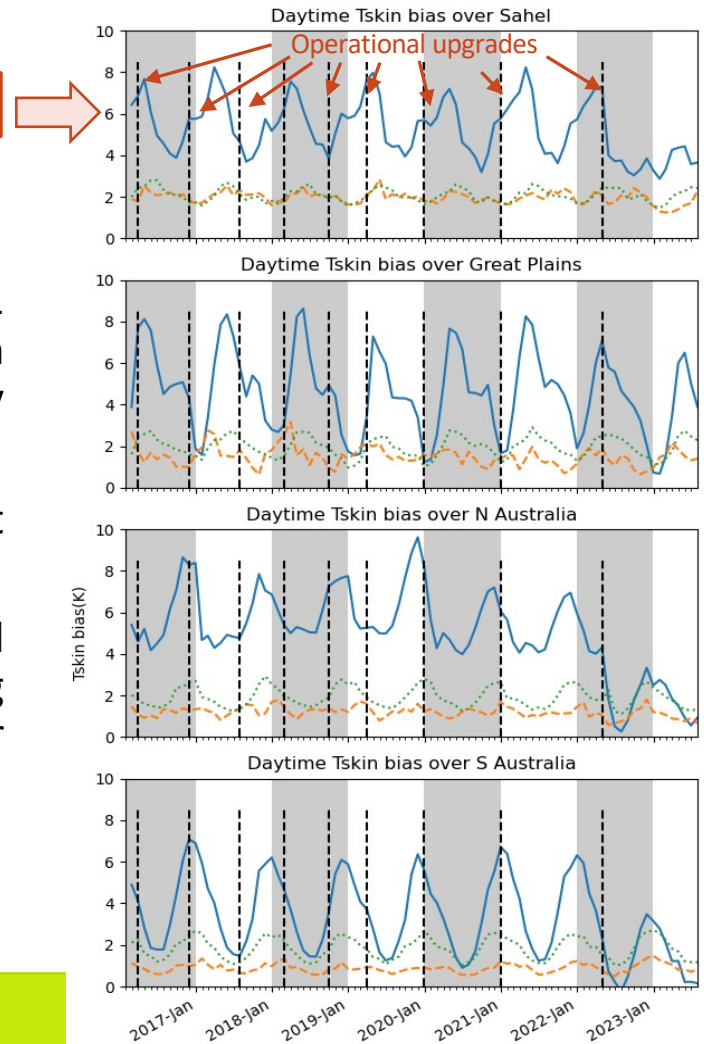 Daytime Tskin bias over Sahel
Operational upgrades
10
8
6
4
2
0
Daytime Tskin bias over Great Plains
10
8
6
4
2
0
Daytime Tskin bias over N Australia
10
8
6
4
2
0
Tskin bias(K)
Daytime Tskin bias over S Australia
10
8
6
4
2
0
2017-Jan
2018-Jan
2019-Jan
2020-Jan
2021-Jan
2022-Jan
2023-Jan